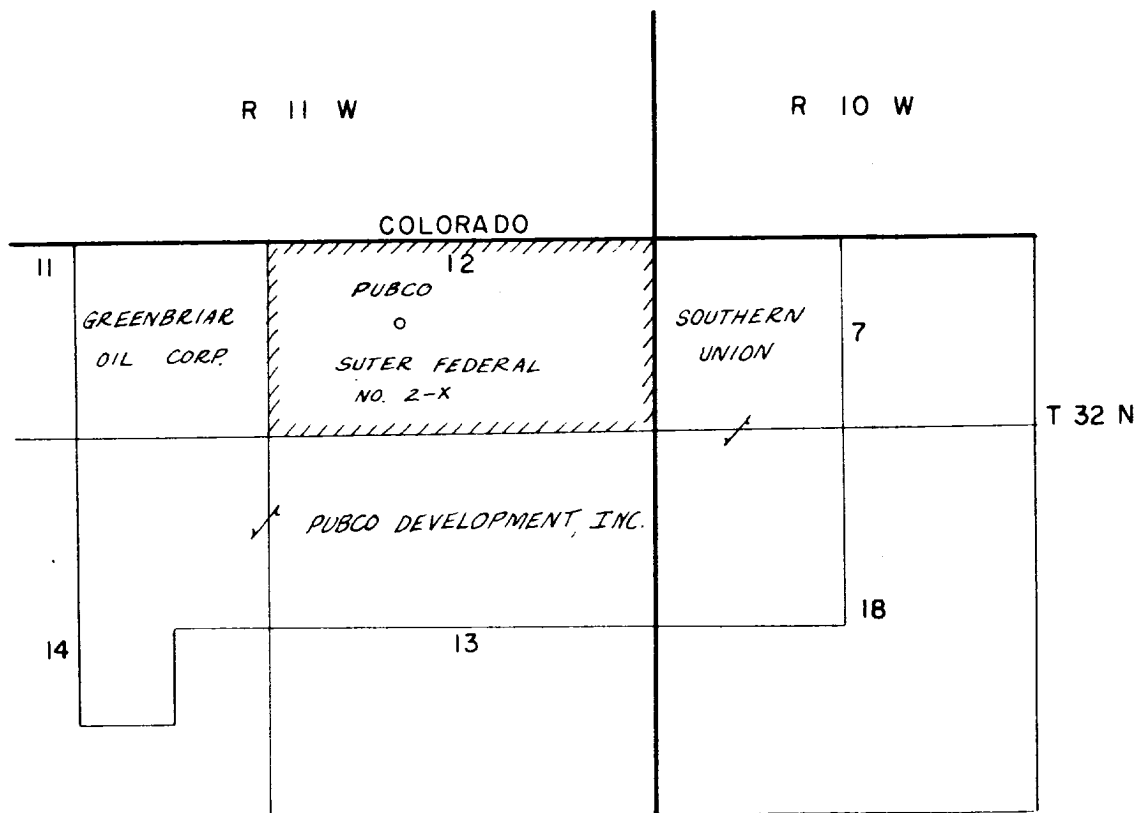 R 11 W
R 10 W
COLORADO
11
12
7
GREENBRIAR
OIL CORP.
PUBCO
SUTER FEDERAL
NO. 2-X
SOUTHERN
UNION
T 32 N
PUBCO DEVELOPMENT, INC.
14
13
18